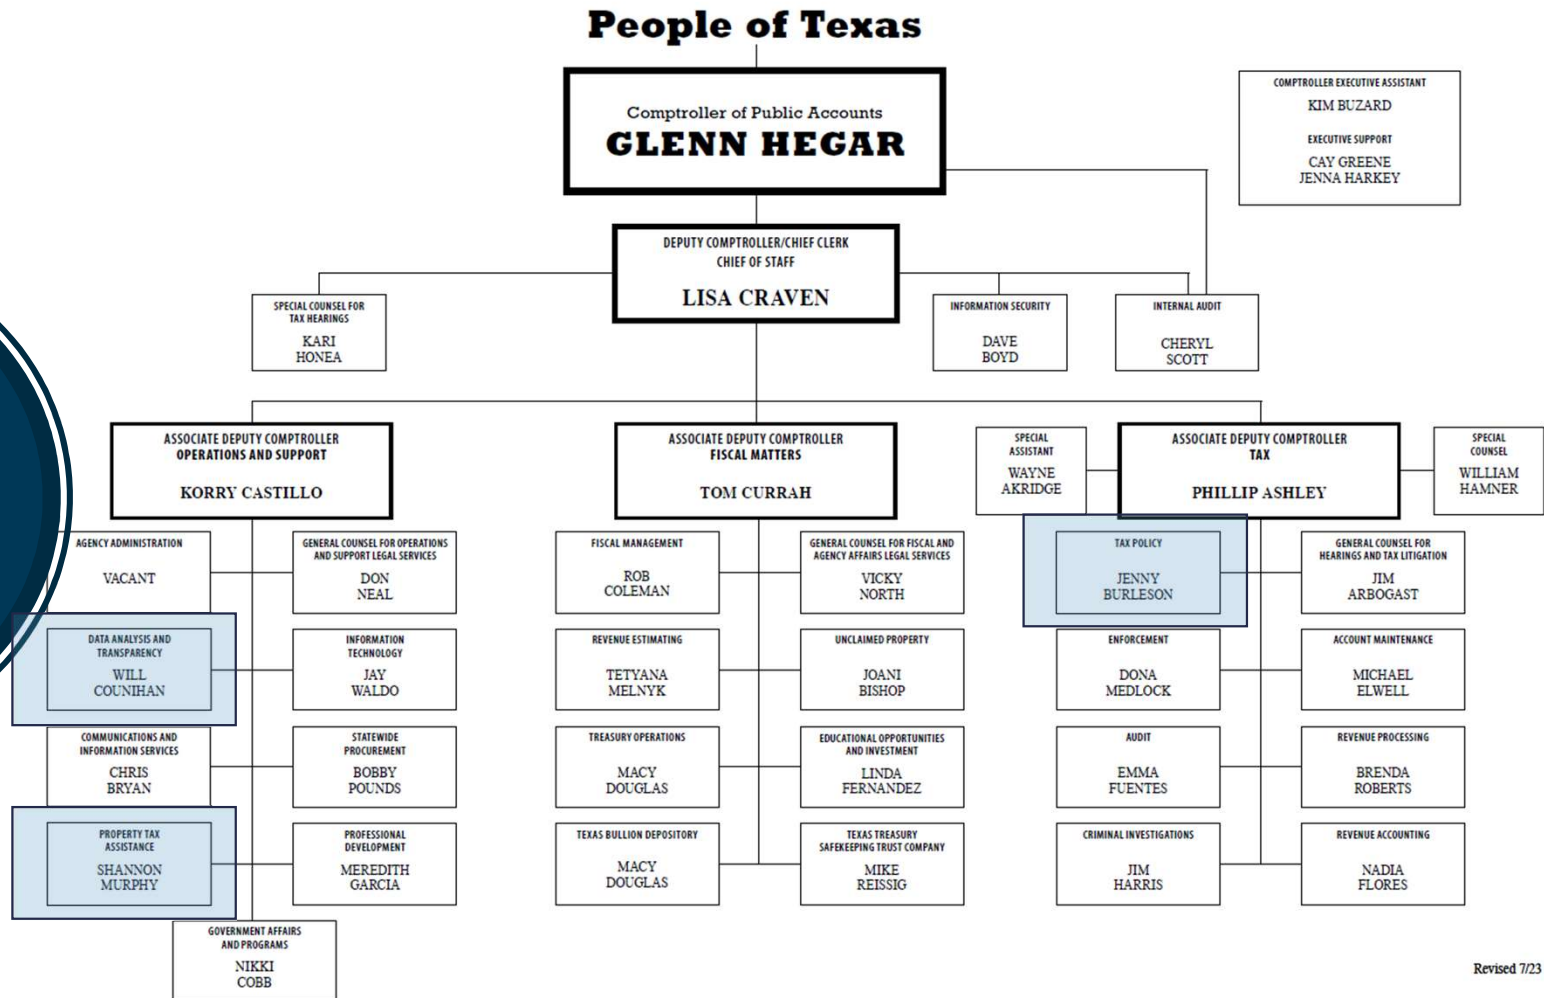 People of Texas
Comptroller of Public Accounts
GLENN HEGAR
COMPTROLLER EXECUTIVE ASSISTANT
KIM BUZARD
EXECUTIVE SUPPORT
CAY GREENE
JENNA HARKEY
DEPUTY COMPTROLLER/CHIEF CLERK
CHIEF OF STAFF
LISA CRAVEN
SPECIAL COUNSEL FOR
TAX HEARINGS
KARI
HONEA
INFORMATION SECURITY
DAVE
BOYD
INTERNAL AUDIT
CHERYL
SCOTT
ASSOCIATE DEPUTY COMPTROLLER
OPERATIONS AND SUPPORT
KORRY CASTILLO
ASSOCIATE DEPUTY COMPTROLLER
FISCAL MATTERS
TOM CURRAH
SPECIAL
ASSISTANT
WAYNE
AKRIDGE
ASSOCIATE DEPUTY COMPTROLLER
TAX
PHILLIP ASHLEY
SPECIAL
COUNSEL
WILLIAM
HAMNER
AGENCY ADMINISTRATION
VACANT
GENERAL COUNSEL FOR OPERATIONS
AND SUPPORT LEGAL SERVICES
DON
NEAL
FISCAL MANAGEMENT
ROB
COLEMAN
GENERAL COUNSEL FOR FISCAL AND
AGENCY AFFAIRS LEGAL SERVICES
VICKY
NORTH
TAX POLICY
JENNY
BURLESON
GENERAL COUNSEL FOR
HEARINGS AND TAX LITIGATION
JIM
ARBOGAST
DATA ANALYSIS AND
TRANSPARENCY
WILL
COUNIHAN
INFORMATION
TECHNOLOGY
JAY
WALDO
REVENUE ESTIMATING
TETYANA
MELNYK
UNCLAIMED PROPERTY
JOANI
BISHOP
ENFORCEMENT
DONA
MEDLOCK
ACCOUNT MAINTENANCE
MICHAEL
ELWELL
COMMUNICATIONS AND
INFORMATION SERVICES
CHRIS
BRYAN
STATEWIDE
PROCUREMENT
BOBBY
POUNDS
TREASURY OPERATIONS
MACY
DOUGLAS
EDUCATIONAL OPPORTUNITIES
AND INVESTMENT
LINDA
FERNANDEZ
AUDIT
EMMA
FUENTES
REVENUE PROCESSING
BRENDA
ROBERTS
PROPERTY TAX
ASSISTANCE
SHANNON
MURPHY
PROFESSIONAL
DEVELOPMENT
MEREDITH
GARCIA
TEXAS BULLION DEPOSITORY
MACY
DOUGLAS
TEXAS TREASURY
SAFEKEEPING TRUST COMPANY
MIKE
REISSIG
CRIMINAL INVESTIGATIONS
JIM
HARRIS
REVENUE ACCOUNTING
NADIA
FLORES
GOVERNMENT AFFAIRS
AND PROGRAMS
NIKKI
COBB
Revised 7/23